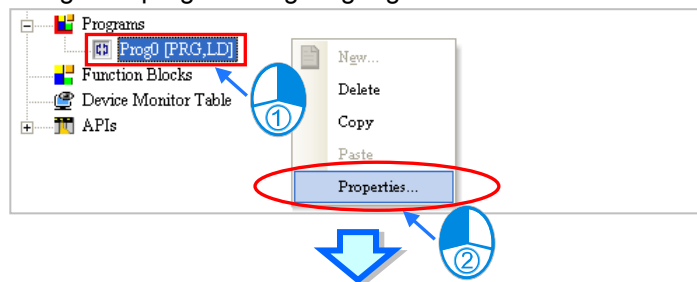 Programs
Prog0 [PRG,LD]
Function Blocks
Device Monitor Table
APIs
New...
Delete
Copy
Paste
Properties...
1
2